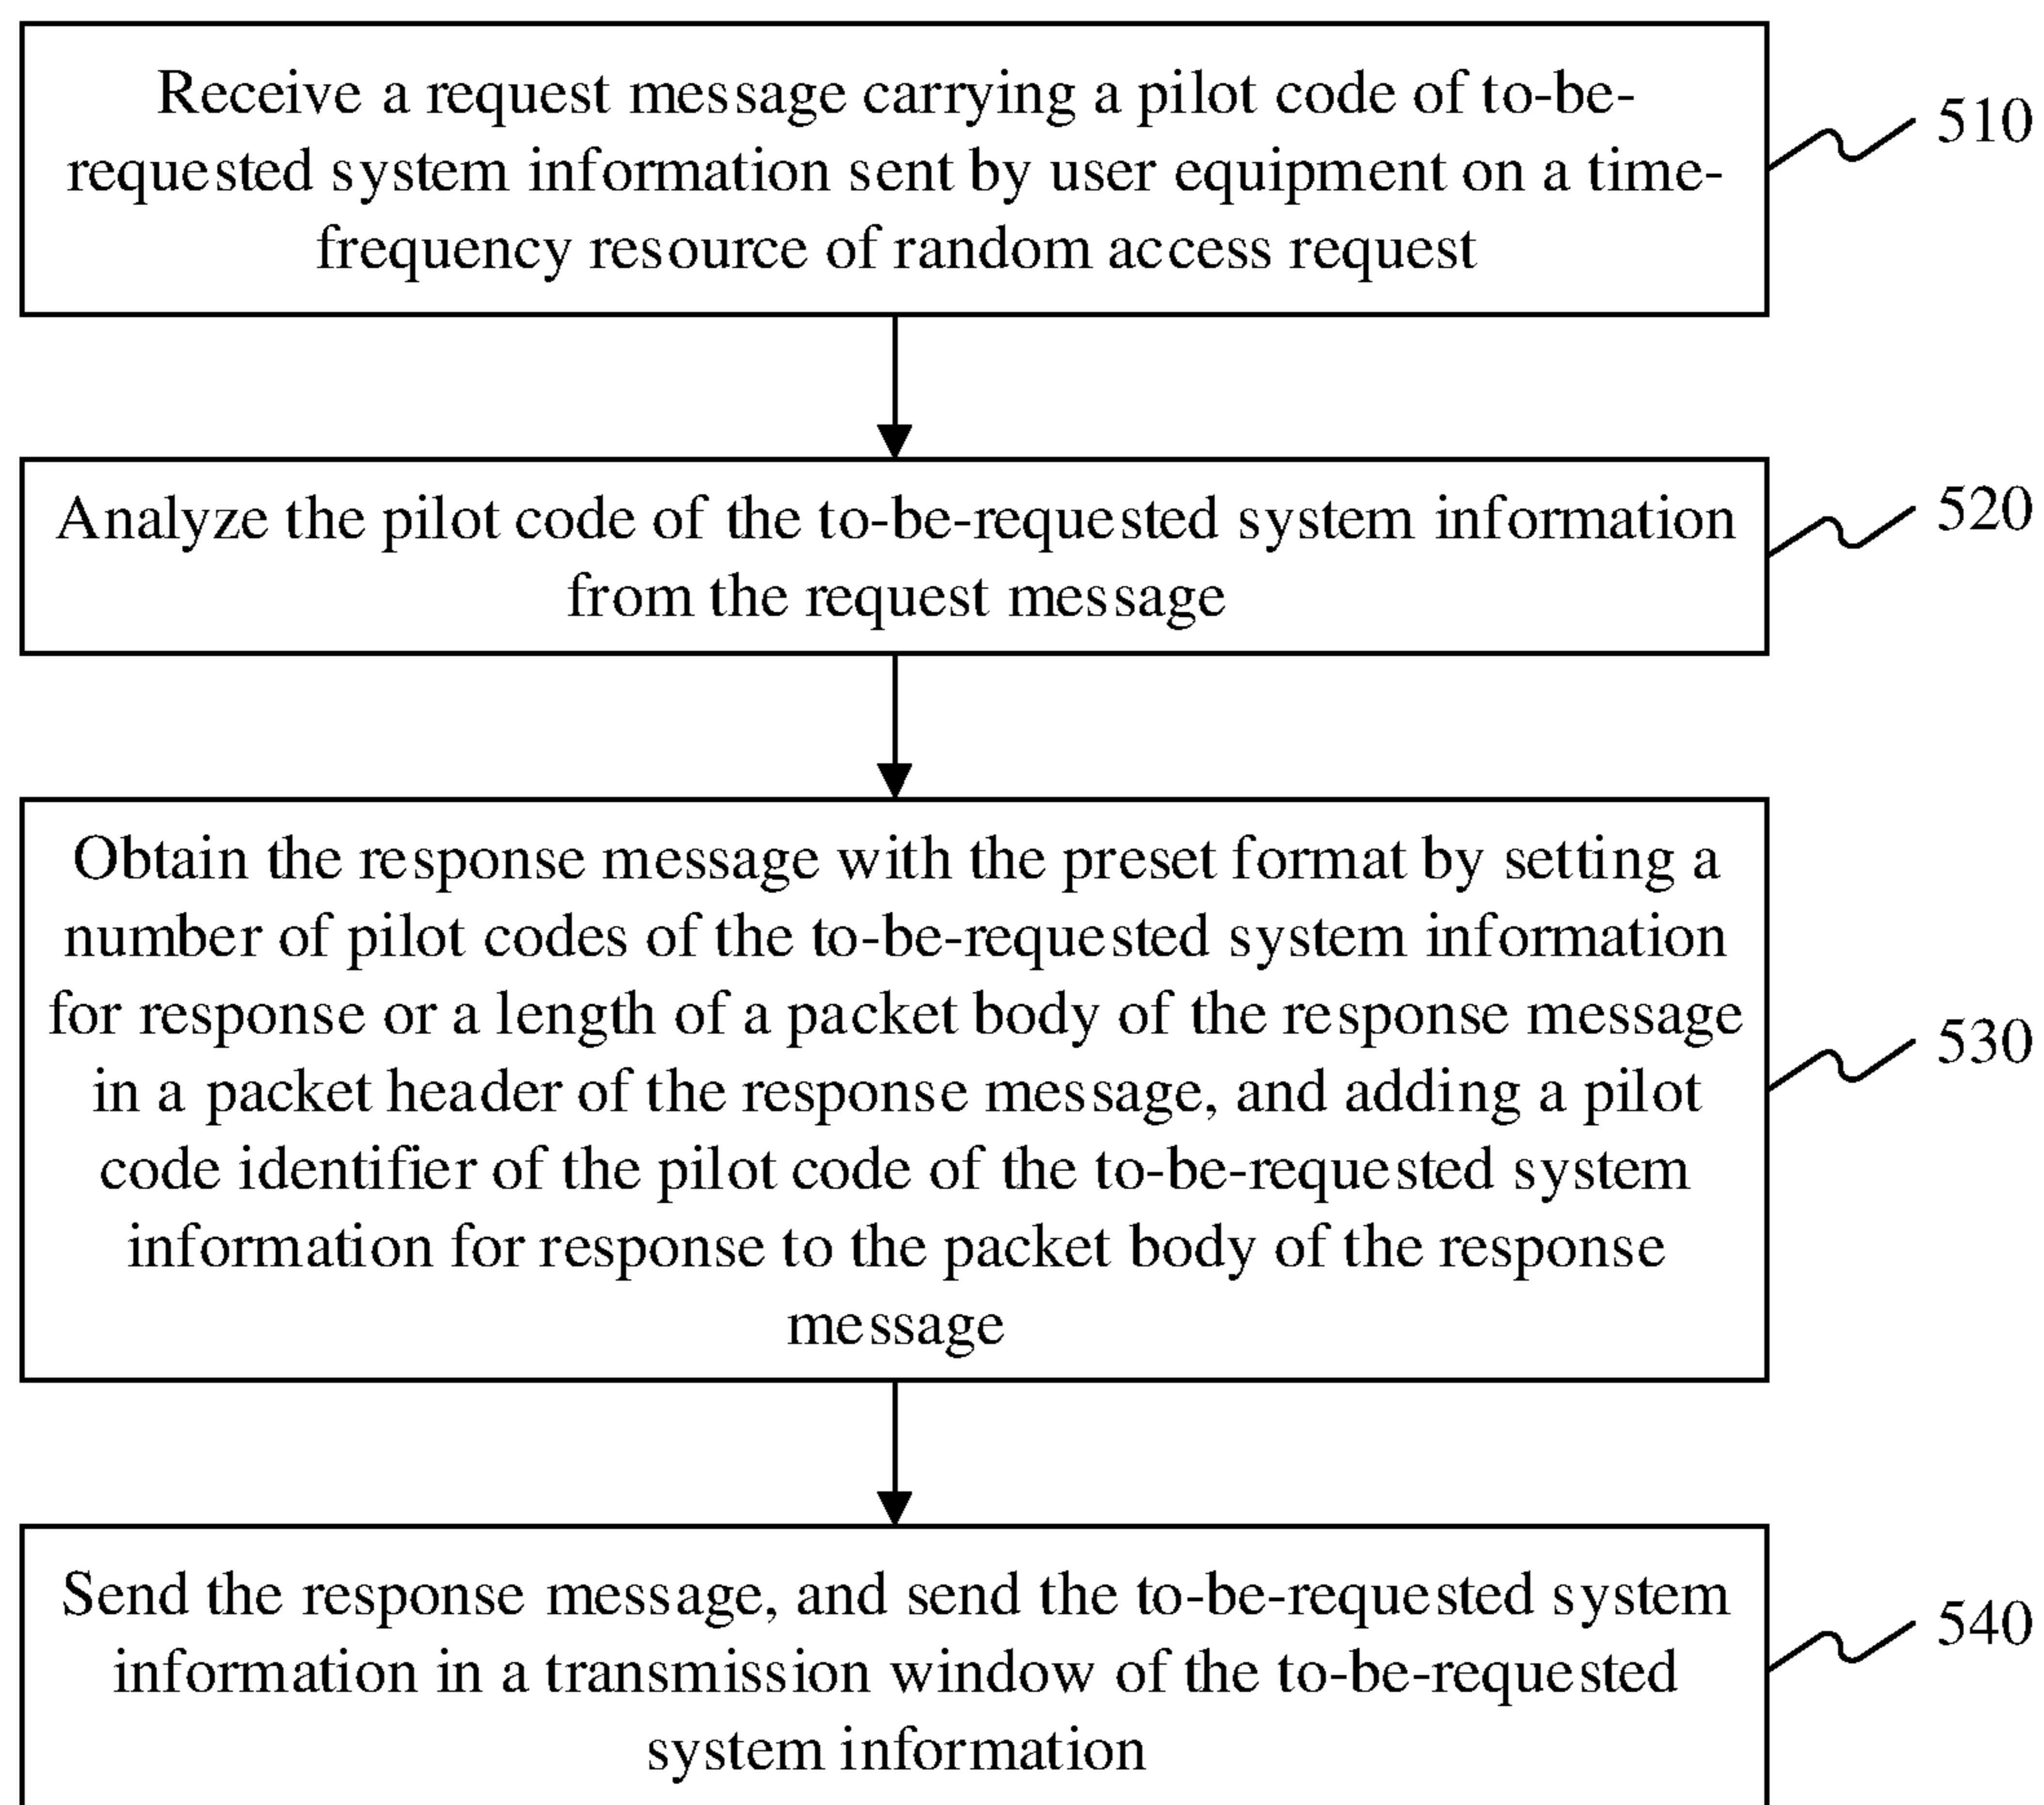 Receive a request message carrying a pilot code of to-be-
requested system information sent by user equipment on a time-
frequency resource of random access request
510
Analyze the pilot code of the to-be-requested system information
from the request message
520
Obtain the response message with the preset format by setting a
number of pilot codes of the to-be-requested system information
for response or a length of a packet body of the response message
in a packet header of the response message, and adding a pilot
code identifier of the pilot code of the to-be-requested system
information for response to the packet body of the response
message
530
Send the response message, and send the to-be-requested system
information in a transmission window of the to-be-requested
system information
540